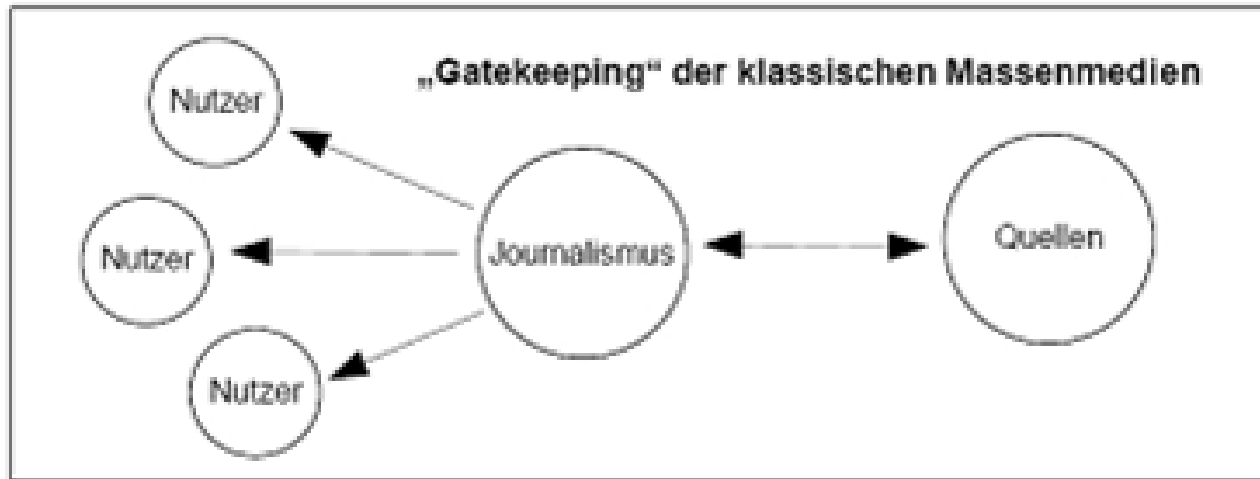 „Gatekeeping“ der klassischen Massenmedien
Nutzer
Nutzer
Nutzer
Journalismus
Quellen